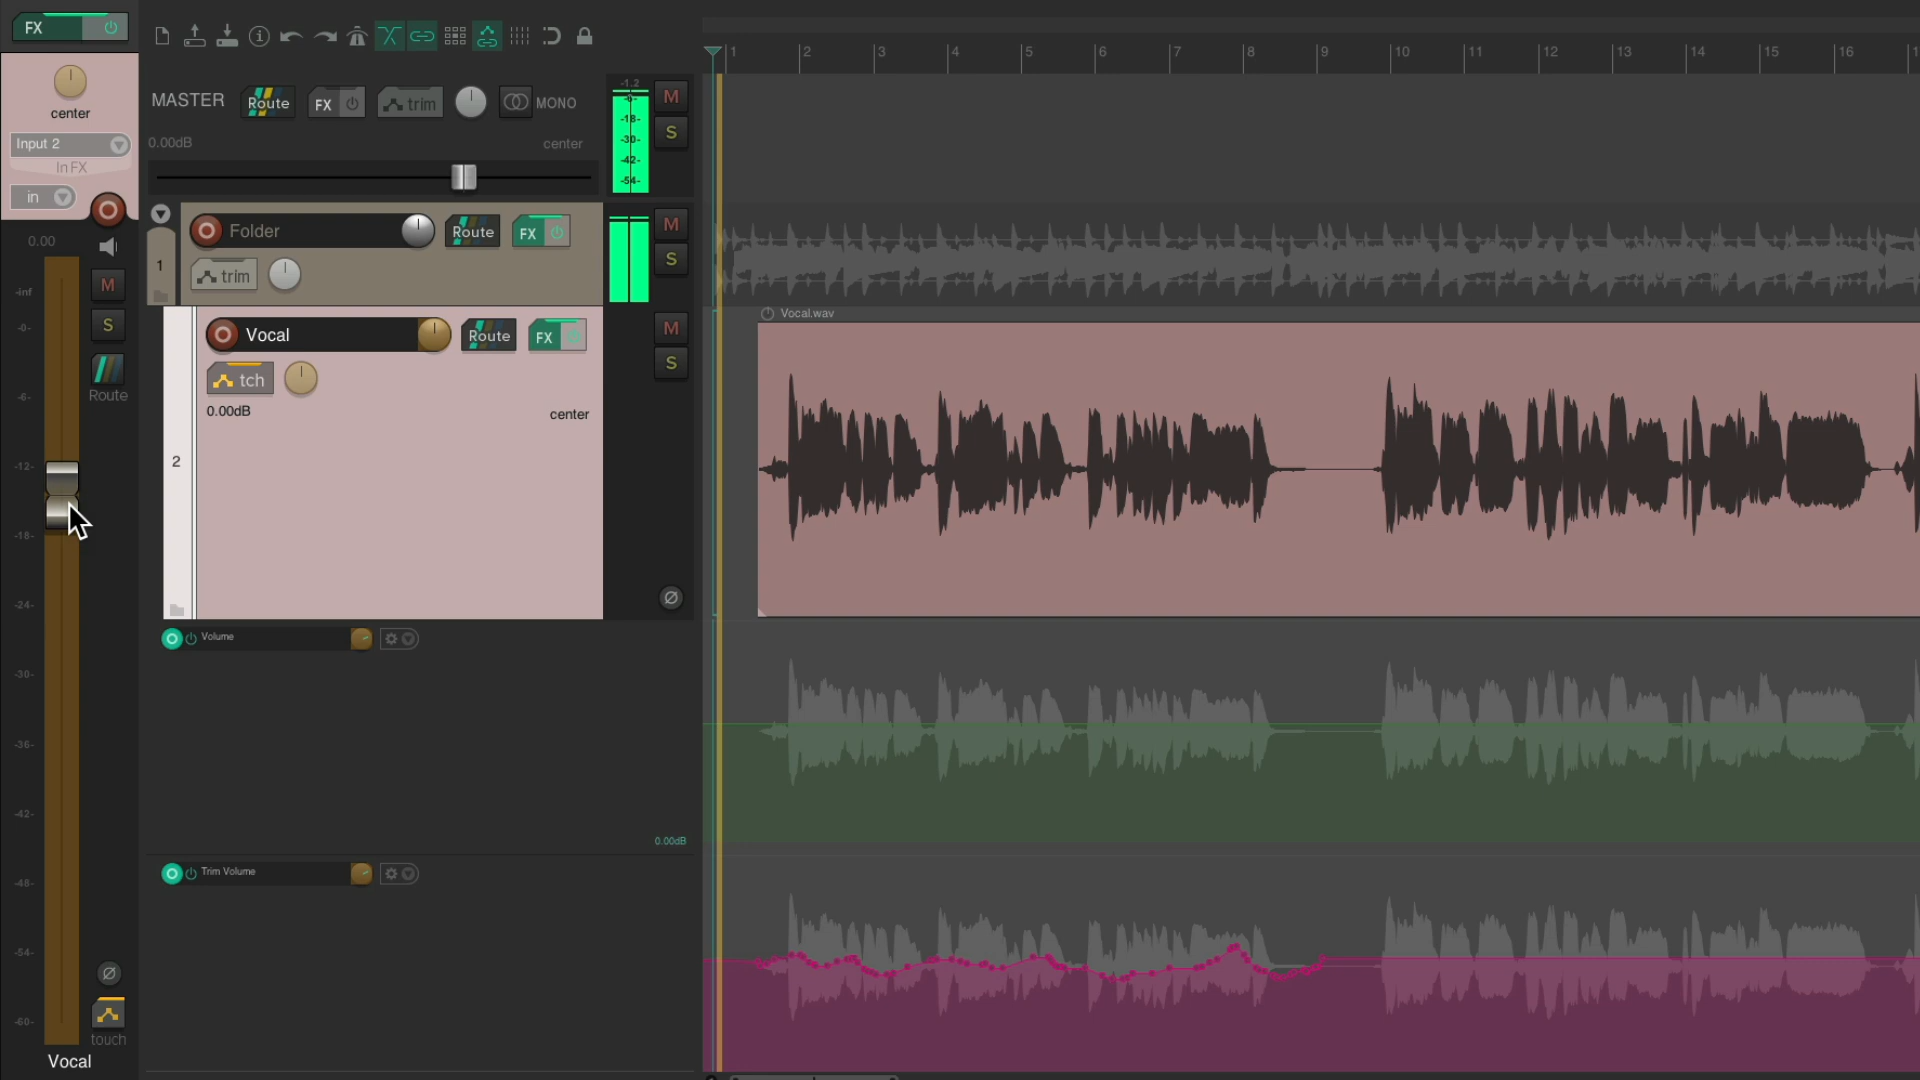 FX
center
Input 2
In FX
in
0.00
-inf
-0-
-6-
-12-
-18-
-24-
-30-
-36-
-42-
-48-
-54-
-60-
M
S
Route
touch
Vocal
MASTER
Route
FX
trim
MONO
0.00dB
center
-1.2
-6-
-18-
-30-
-42-
-54-
M
S
1
Folder
Route
FX
trim
M
S
2
Vocal
Route
FX
tch
0.00dB
center
M
S
Volume
0.00dB
Trim Volume
1 2 3 4 5 6 7 8 9 10 11 12 13 14 15 16
Vocal.wav